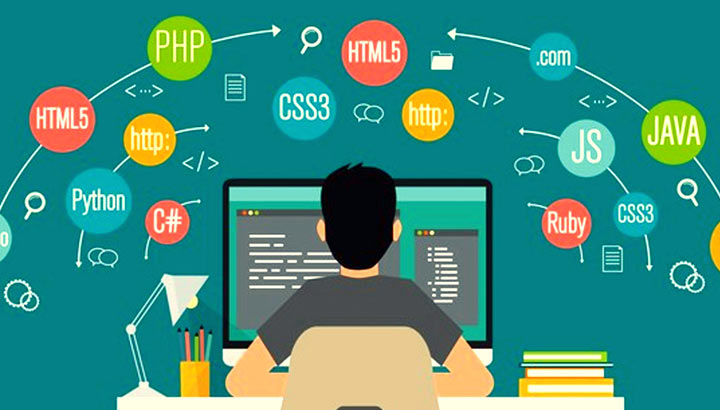 PHP
HTML5
.com
HTML5
CSS3
http:
http:
JS
JAVA
Python
C#
Ruby
CSS3